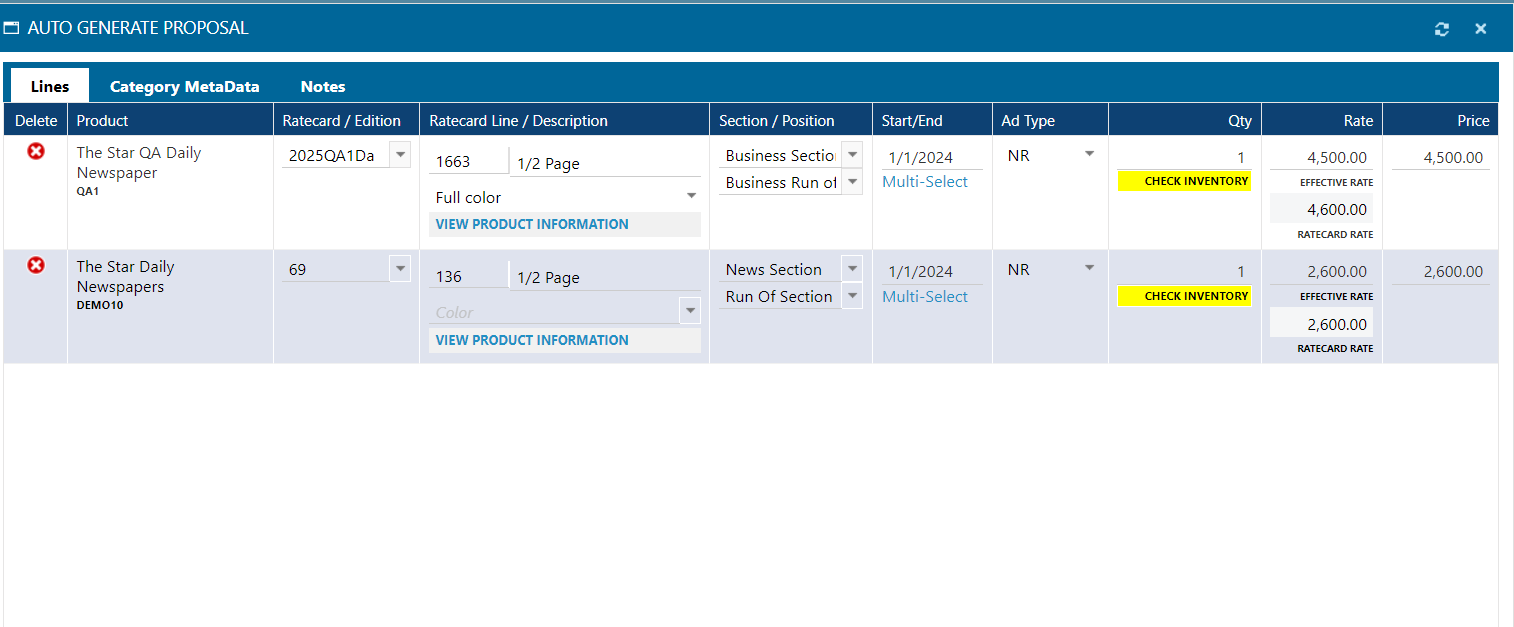 AUTO GENERATE PROPOSAL
Lines Category MetaData Notes
Delete Product Ratecard / Edition Ratecard Line / Description Section / Position Start/End Ad Type Qty Rate Price
The Star QA Daily
Newspaper
QA1
2025QA1Da
1663 1/2 Page
Full color
VIEW PRODUCT INFORMATION
Business Sectio
Business Run of
1/1/2024
Multi-Select
NR
1
CHECK INVENTORY
4,500.00
EFFECTIVE RATE
4,600.00
RATECARD RATE
4,500.00
The Star Daily
Newspapers
DEMO10
69
136 1/2 Page
Color
VIEW PRODUCT INFORMATION
News Section
Run Of Section
1/1/2024
Multi-Select
NR
1
CHECK INVENTORY
2,600.00
EFFECTIVE RATE
2,600.00
RATECARD RATE
2,600.00